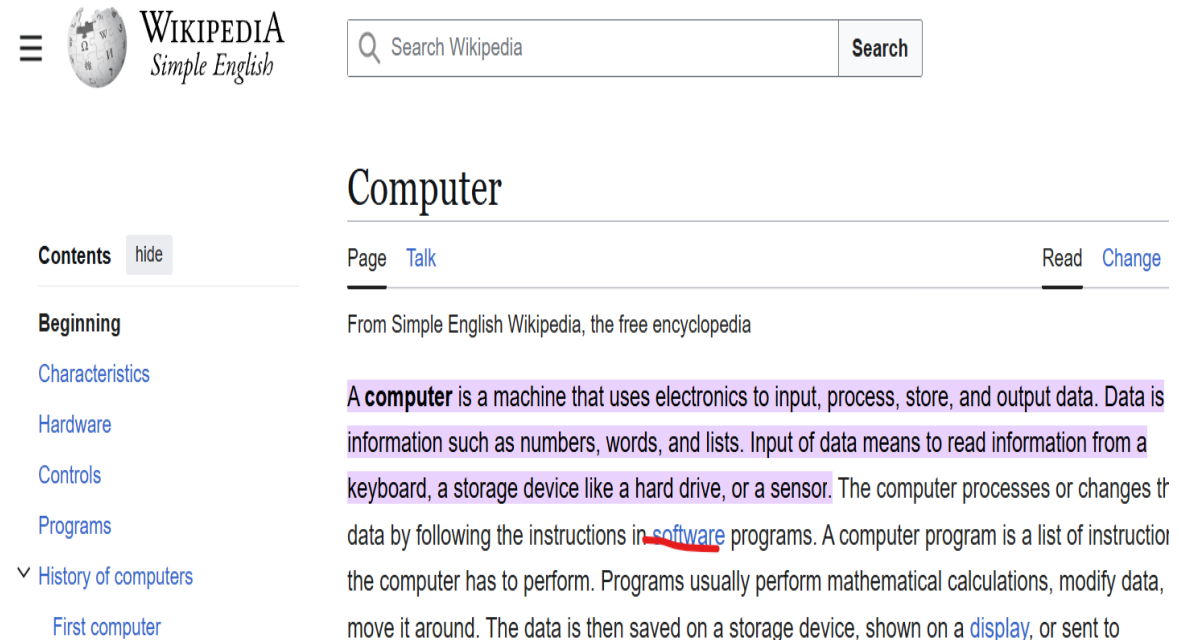 WIKIPEDIA
Simple English
Search Wikipedia
Search
Computer
Contents
hide
Page
Talk
Read
Change
Beginning
From Simple English Wikipedia, the free encyclopedia
Characteristics
Hardware
Controls
Programs
History of computers
First computer
A computer is a machine that uses electronics to input, process, store, and output data. Data is
information such as numbers, words, and lists. Input of data means to read information from a
keyboard, a storage device like a hard drive, or a sensor. The computer processes or changes
data by following the instructions in software programs. A computer program is a list of
the computer has to perform. Programs usually perform mathematical calculations, modify data,
move it around. The data is then saved on a storage device, shown on a display, or sent to